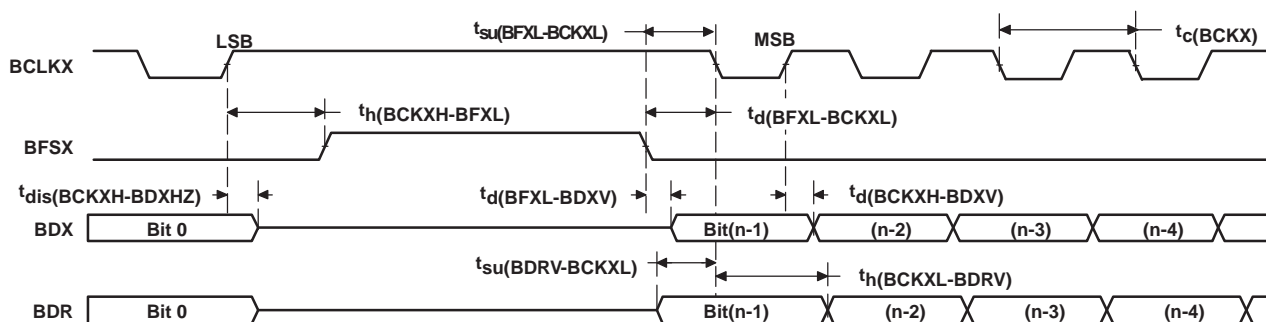 LSB
tsu(BFXL-BCKXL)
MSB
tc(BCKX)
BCLKX
th(BCKXH-BFXL)
td(BFXL-BCKXL)
BFSX
tdis(BCKXH-BDXHZ)
td(BFXL-BDXV)
td(BCKXH-BDXV)
BDX Bit 0 Bit(n-1) (n-2) (n-3) (n-4)
tsu(BDRV-BCKXL)
th(BCKXL-BDRV)
BDR Bit 0 Bit(n-1) (n-2) (n-3) (n-4)